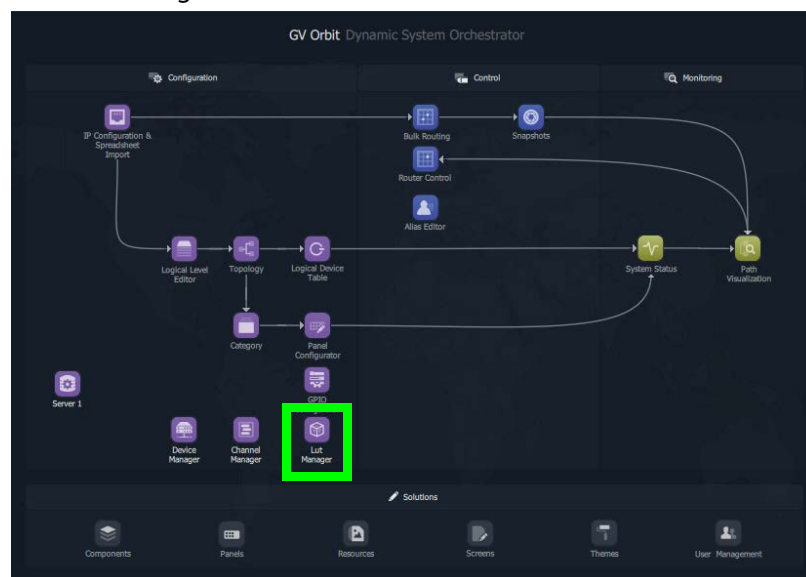 GV Orbit Dynamic System Orchestrator
Configuration
Control
Monitoring
IP Configuration &
Spreadsheet
Import
Bulk Routing
Snapshots
Router Control
Alias Editor
Logical Level
Editor
Topology
Logical Device
Table
System Status
Path
Visualization
Category
Panel
Configurator
Server 1
GPIO
Device
Manager
Channel
Manager
Lut
Manager
Solutions
Components
Panels
Resources
Screens
Themes
User Management